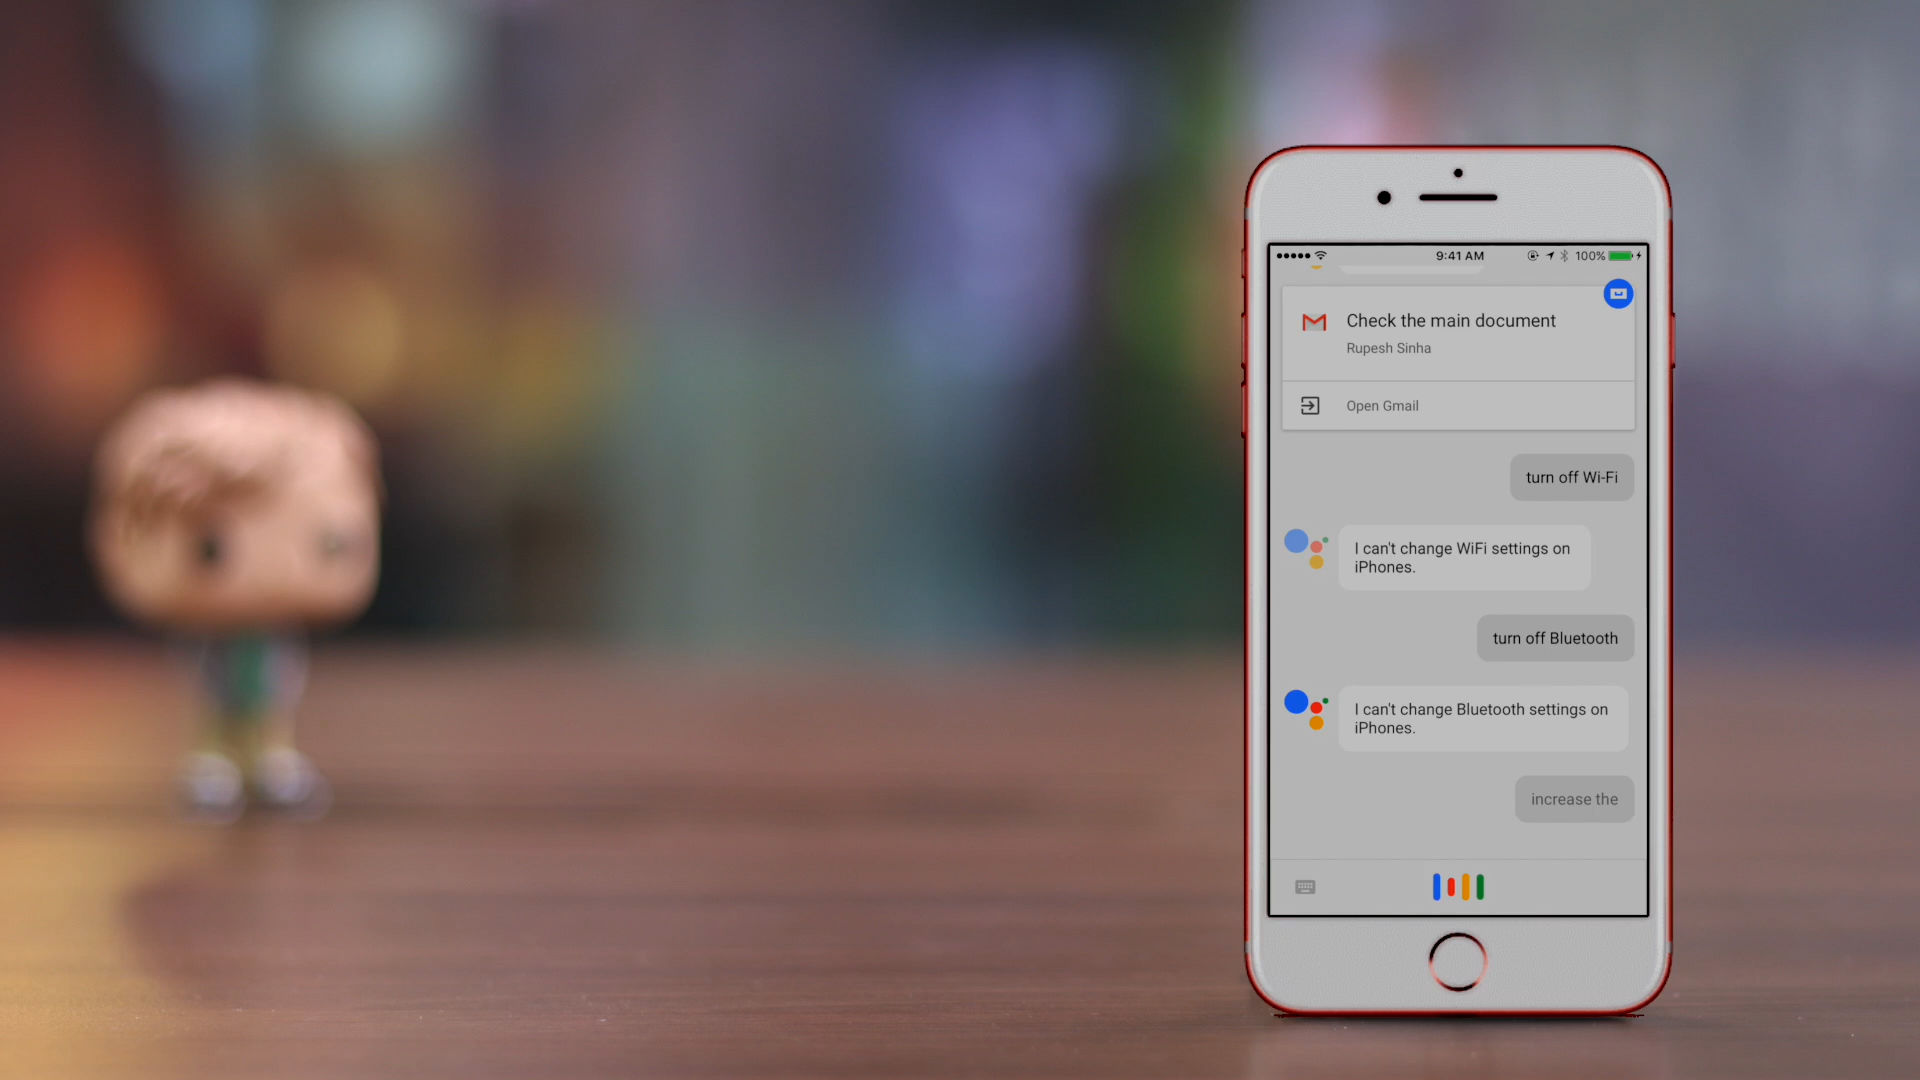 9:41 AM 100%
Check the main document
Rupesh Sinha
Open Gmail
turn off Wi-Fi
I can't change WiFi settings on
iPhones.
turn off Bluetooth
I can't change Bluetooth settings on
iPhones.
increase the